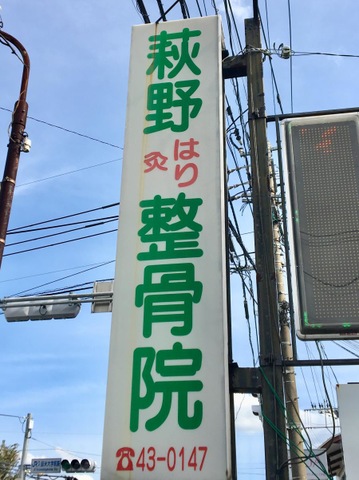 萩野
はり
灸
整骨院
☎43-0147